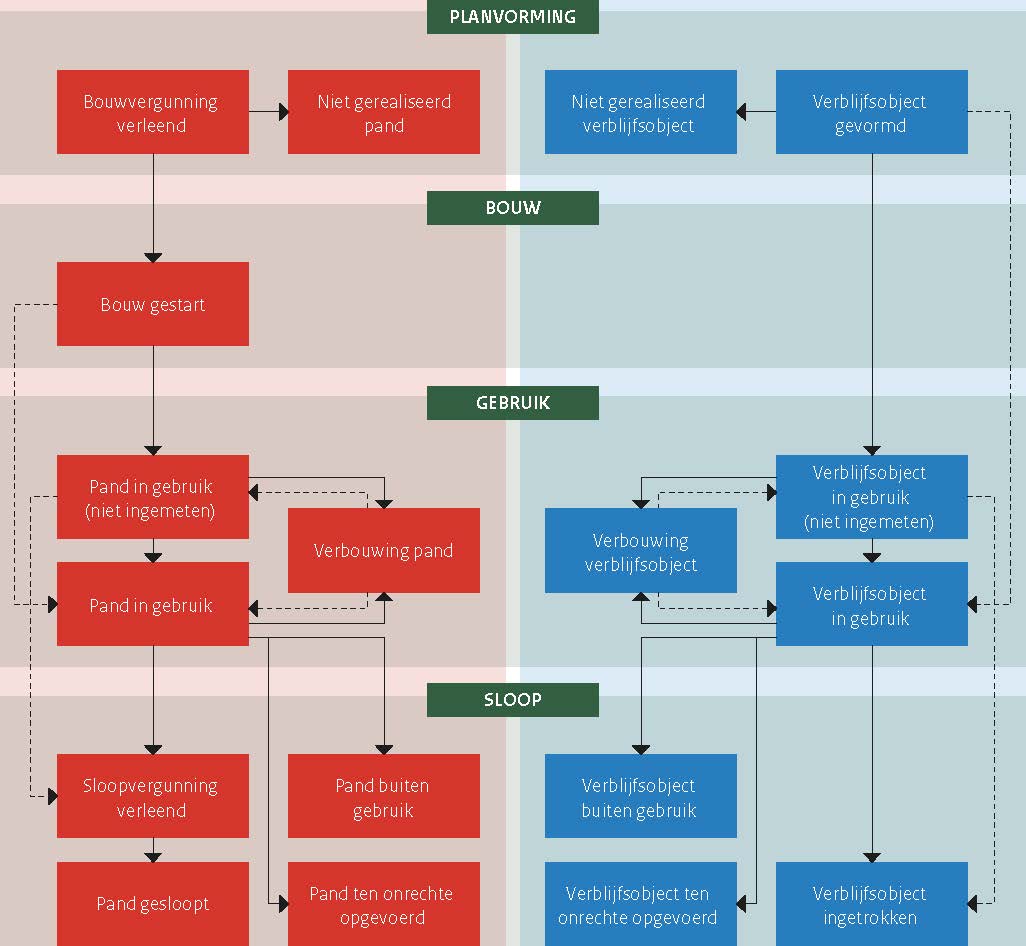 PLANVORMING
Bouwvergunning
verleend
Niet gerealiseerd
pand
Niet gerealiseerd
verblijfsobject
Verblijfsobject
gevormd
BOUW
Bouw gestart
GEBRUIK
Pand in gebruik
(niet ingemeten)
Verbouwing pand
Pand in gebruik
Verbouwing
verblijfsobject
Verblijfsobject
in gebruik
(niet ingemeten)
Verblijfsobject
in gebruik
SLOOP
Sloopvergunning
verleend
Pand buiten
gebruik
Verblijfsobject
buiten gebruik
Pand gesloopt
Pand ten onrechte
opgevoerd
Verblijfsobject ten
onrechte opgevoerd
Verblijfsobject
ingetrokken